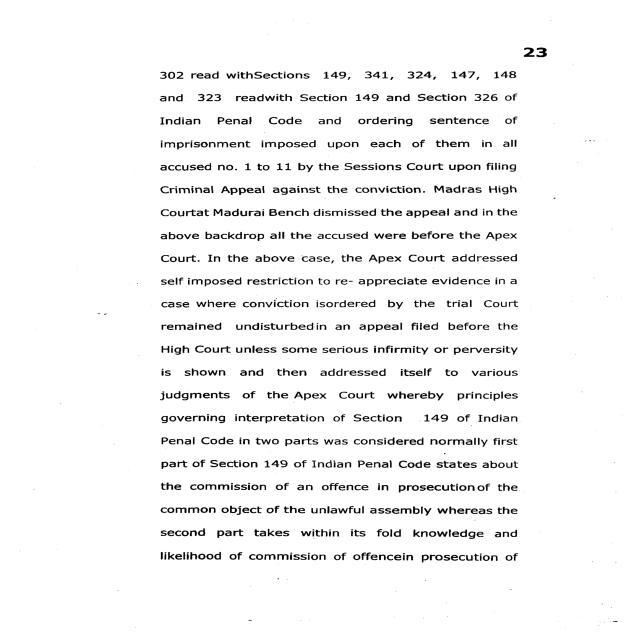 23
302 read withSections 149, 341, 324, 147, 148
and 323 readwith Section 149 and Section 326 of
Indian Penal Code and ordering sentence of
imprisonment imposed upon each of them in all
accused no. 1 to 11 by the Sessions Court upon filing
Criminal Appeal against the conviction. Madras High
Courtat Madurai Bench dismissed the appeal and in the
above backdrop all the accused were before the Apex
Court. In the above case, the Apex Court addressed
self imposed restriction to re- appreciate evidence in a
case where conviction isordered by the trial Court
remained undisturbedin an appeal filed before the
High Court unless some serious infirmity or perversity
is shown and then addressed itself to various
judgments of the Apex Court whereby principles
governing interpretation of Section 149 of Indian
Penal Code in two parts was considered normally first
part of Section 149 of Indian Penal Code states about
the commission of an offence in prosecutionof the
common object of the unlawful assembly whereas the
second part takes within its fold knowledge and
likelihood of commission of offencein prosecution of